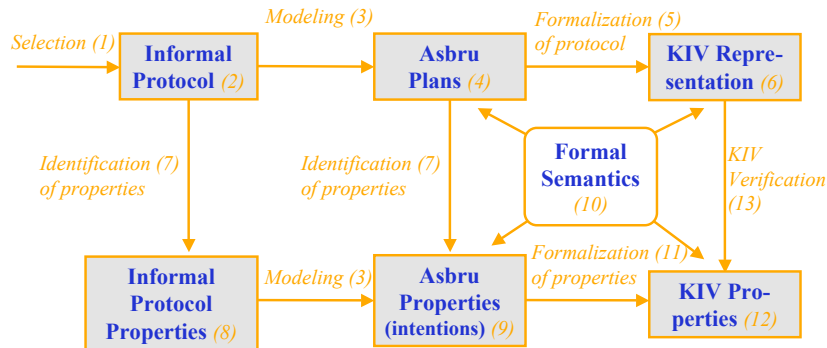 Selection (1)
Informal
Protocol (2)
Modeling (3)
Asbru
Plans (4)
Formalization (5)
of protocol
KIV Repre-
sentation (6)
Identification (7)
of properties
Identification (7)
of properties
Formal
Semantics
(10)
KIV
Verification
(13)
Informal
Protocol
Properties (8)
Modeling (3)
Asbru
Properties
(intentions) (9)
Formalization (11)
of properties
KIV Pro-
perties (12)